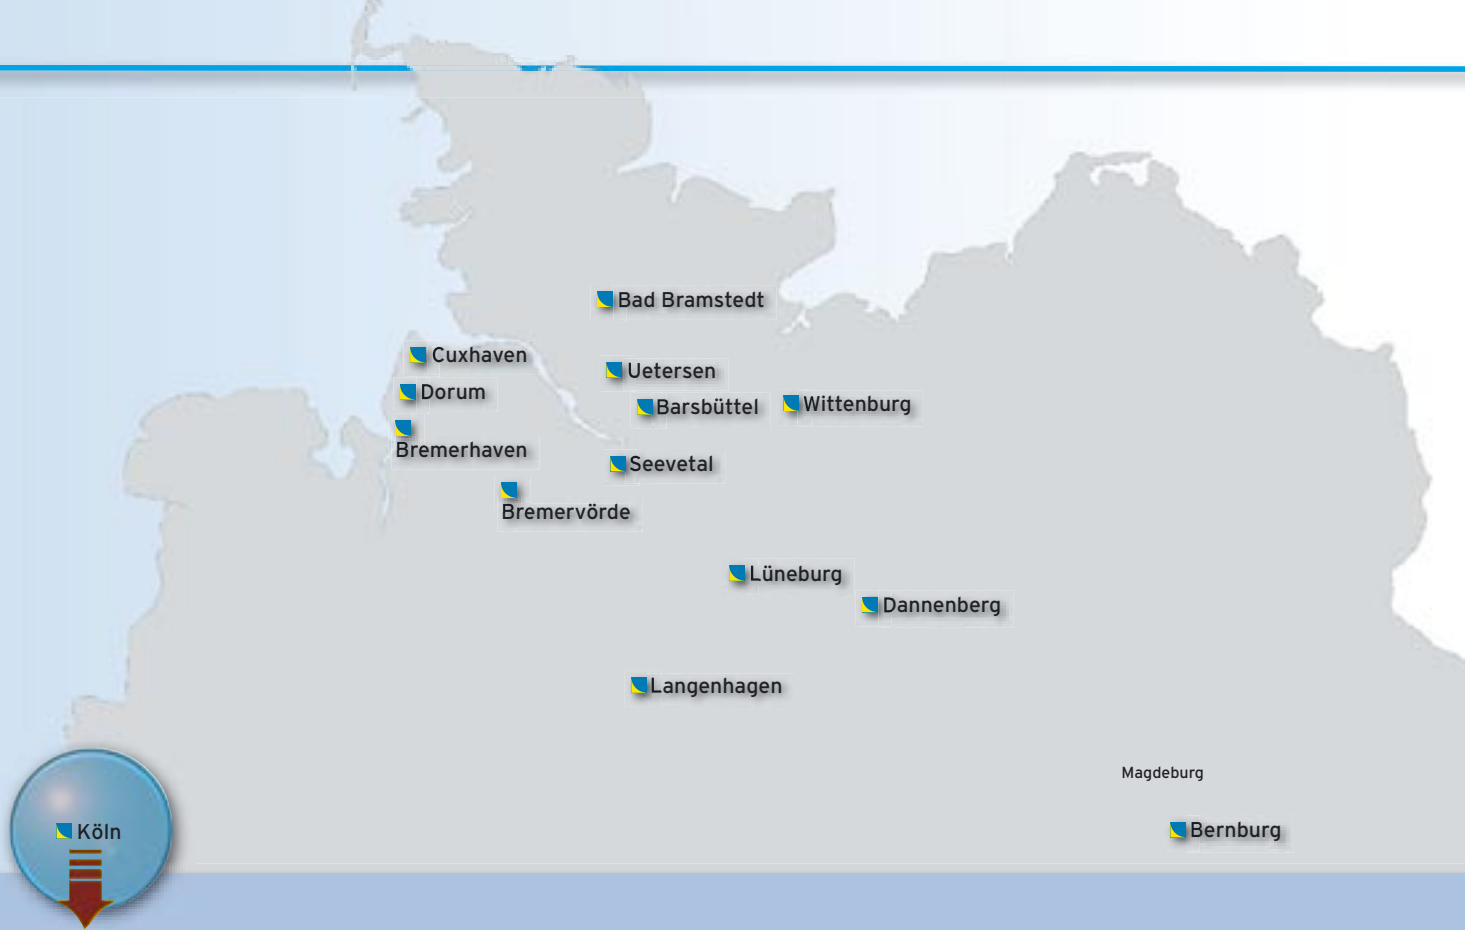 Bad Bramstedt
Cuxhaven
Uetersen
Dorum
Barsbüttel
Wittenburg
Bremerhaven
Seevetal
Bremervörde
Lüneburg
Dannenberg
Langenhagen
Magdeburg
Köln
Bernburg